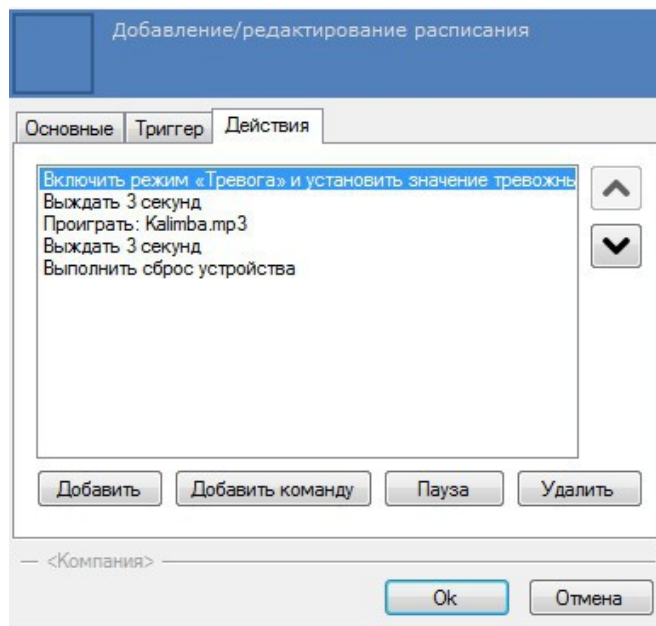 Добавление/редактирование расписания
Основные Триггер Действия
Включить режим «Тревога» и установить значение тревожны
Выждать 3 секунд
Проиграть: Kalimba.mp3
Выждать 3 секунд
Выполнить сброс устройства
Добавить Добавить команду Пауза Удалить
<Компания>
Ok Отмена